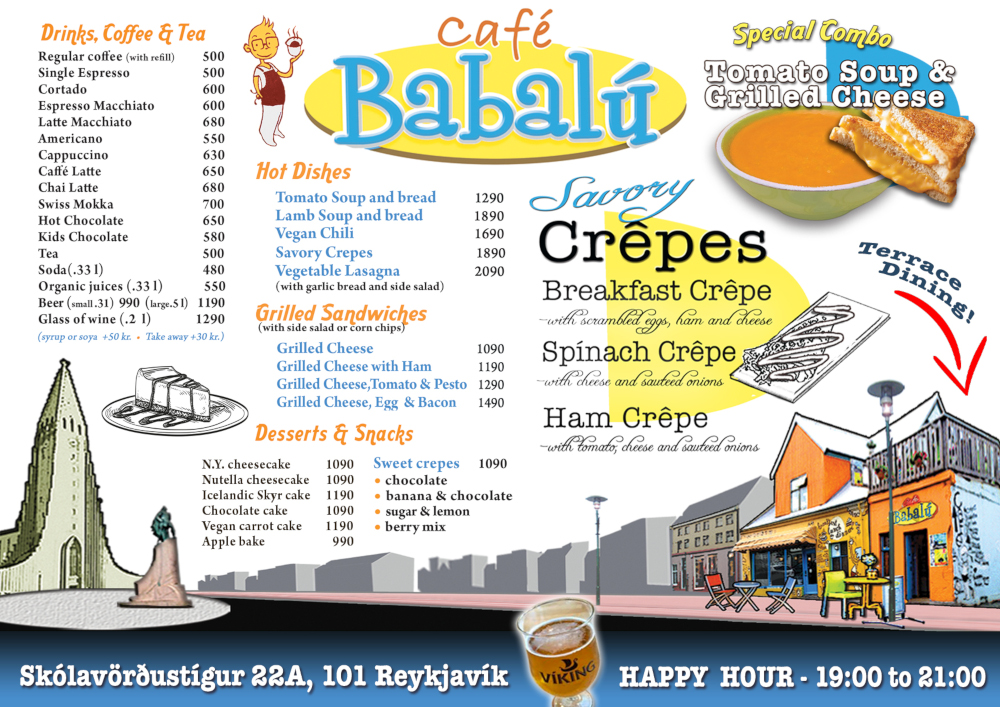 Drinks, Coffee & Tea
Regular coffee (with refill) 500
Single Espresso 500
Cortado 600
Espresso Macchiato 600
Latte Macchiato 680
Americano 550
Cappuccino 630
Caffé Latte 650
Chai Latte 680
Swiss Mokka 700
Hot Chocolate 650
Kids Chocolate 580
Tea 500
Soda(.33 l) 480
Organic juices (.33 l) 550
Beer (small .31) 990 (large.5 l) 1190
Glass of wine (.2 l) 1290
(syrup or soya +50 kr. • Take away +30 kr.)
café
Babalú
Hot Dishes
Tomato Soup and bread 1290
Lamb Soup and bread 1890
Vegan Chili 1690
Savory Crepes 1890
Vegetable Lasagna 2090
(with garlic bread and side salad)
Grilled Sandwiches
(with side salad or corn chips)
Grilled Cheese 1090
Grilled Cheese with Ham 1190
Grilled Cheese,Tomato & Pesto 1290
Grilled Cheese, Egg & Bacon 1490
Desserts & Snacks
N.Y. cheesecake 1090
Nutella cheesecake 1090
Icelandic Skyr cake 1190
Chocolate cake 1090
Vegan carrot cake 1190
Apple bake 990
Sweet crepes 1090
• chocolate
• banana & chocolate
• sugar & lemon
• berry mix
Special Combo
Tomato Soup &
Grilled Cheese
Savory
Crêpes
Breakfast Crêpe
~with scrambled eggs, ham and cheese
Spínach Crêpe
~with cheese and sauteed onions
Ham Crêpe
~with tomato, cheese and sauteed onions
Terrace
Dining!
Babalú
Skólavörðustígur 22A, 101 Reykjavík
VÍKING
HAPPY HOUR - 19:00 to 21:00